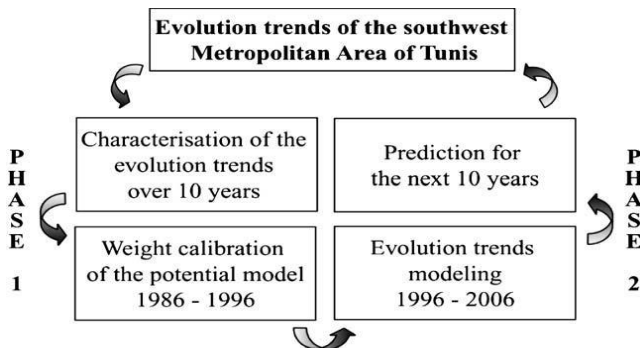 Evolution trends of the southwest
Metropolitan Area of Tunis
PHASE 1
Characterisation of the
evolution trends
over 10 years
Weight calibration
of the potential model
1986 - 1996
Prediction for
the next 10 years
Evolution trends
modeling
1996 - 2006
PHASE 2